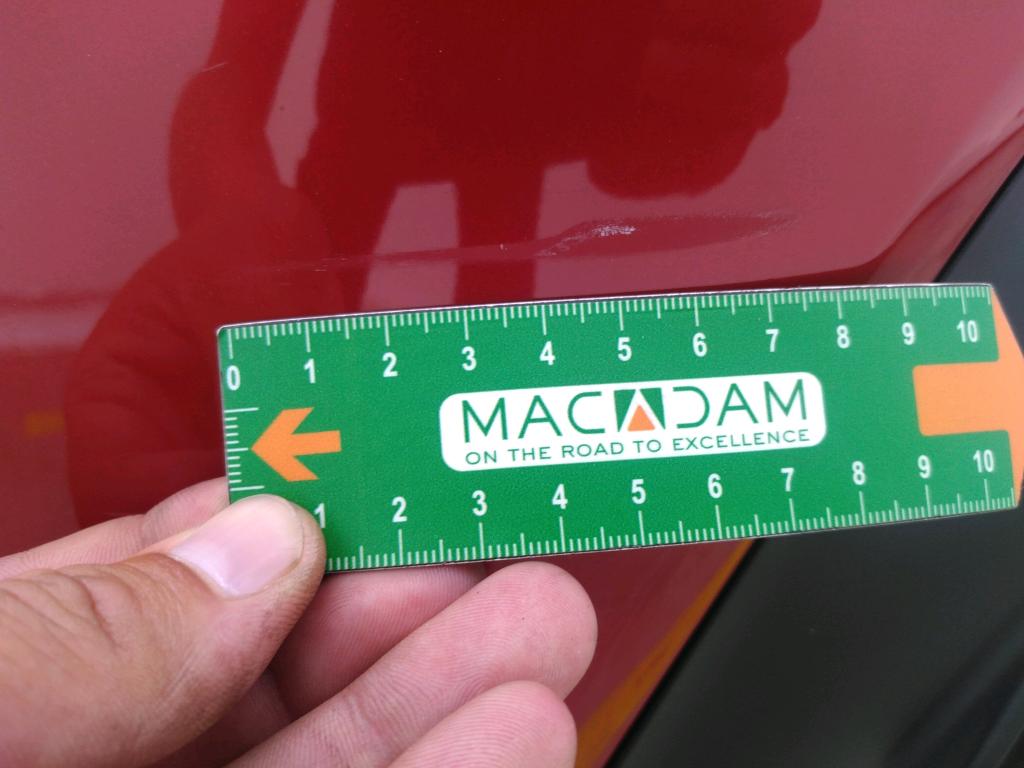 0 1 2 3 4 5 6 7 8 9 10
MACADAM
ON THE ROAD TO EXCELLENCE
1 2 3 4 5 6 7 8 9 10